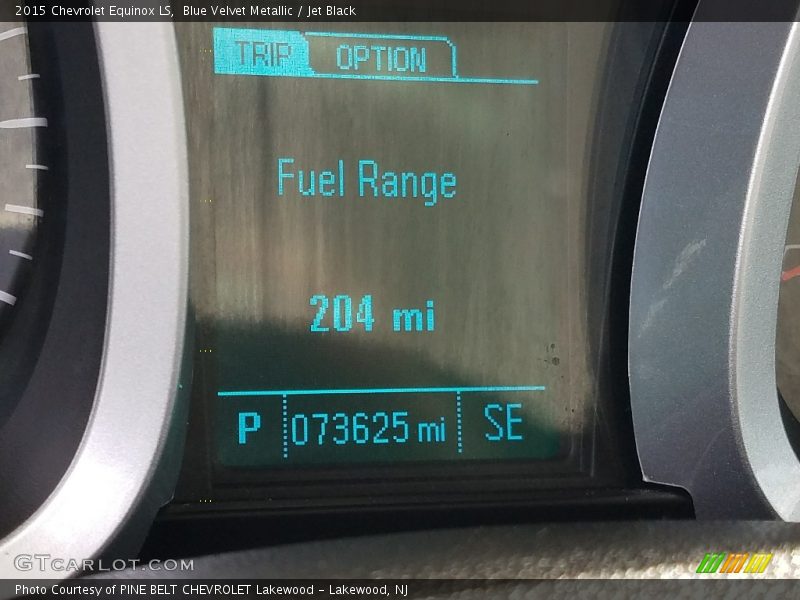 2015 Chevrolet Equinox LS,  Blue Velvet Metallic / Jet Black
TRIP OPTION
Fuel Range
204 mi
P 073625 mi SE
GTCARLOT.COM
Photo Courtesy of PINE BELT CHEVROLET Lakewood - Lakewood, NJ